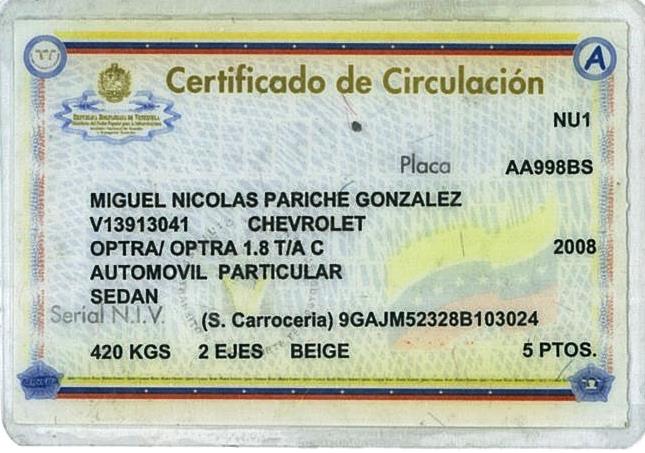 A
Certificado de Circulación
REPÚBLICA BOLIVARIANA DE VENEZUELA
NU1
Placa AA998BS
MIGUEL NICOLAS PARICHE GONZALEZ
V13913041 CHEVROLET
OPTRA/ OPTRA 1.8 T/A C 2008
AUTOMOVIL PARTICULAR
SEDAN
Serial N.I.V. (S. Carroceria) 9GAJM52328B103024
420 KGS 2 EJES BEIGE 5 PTOS.